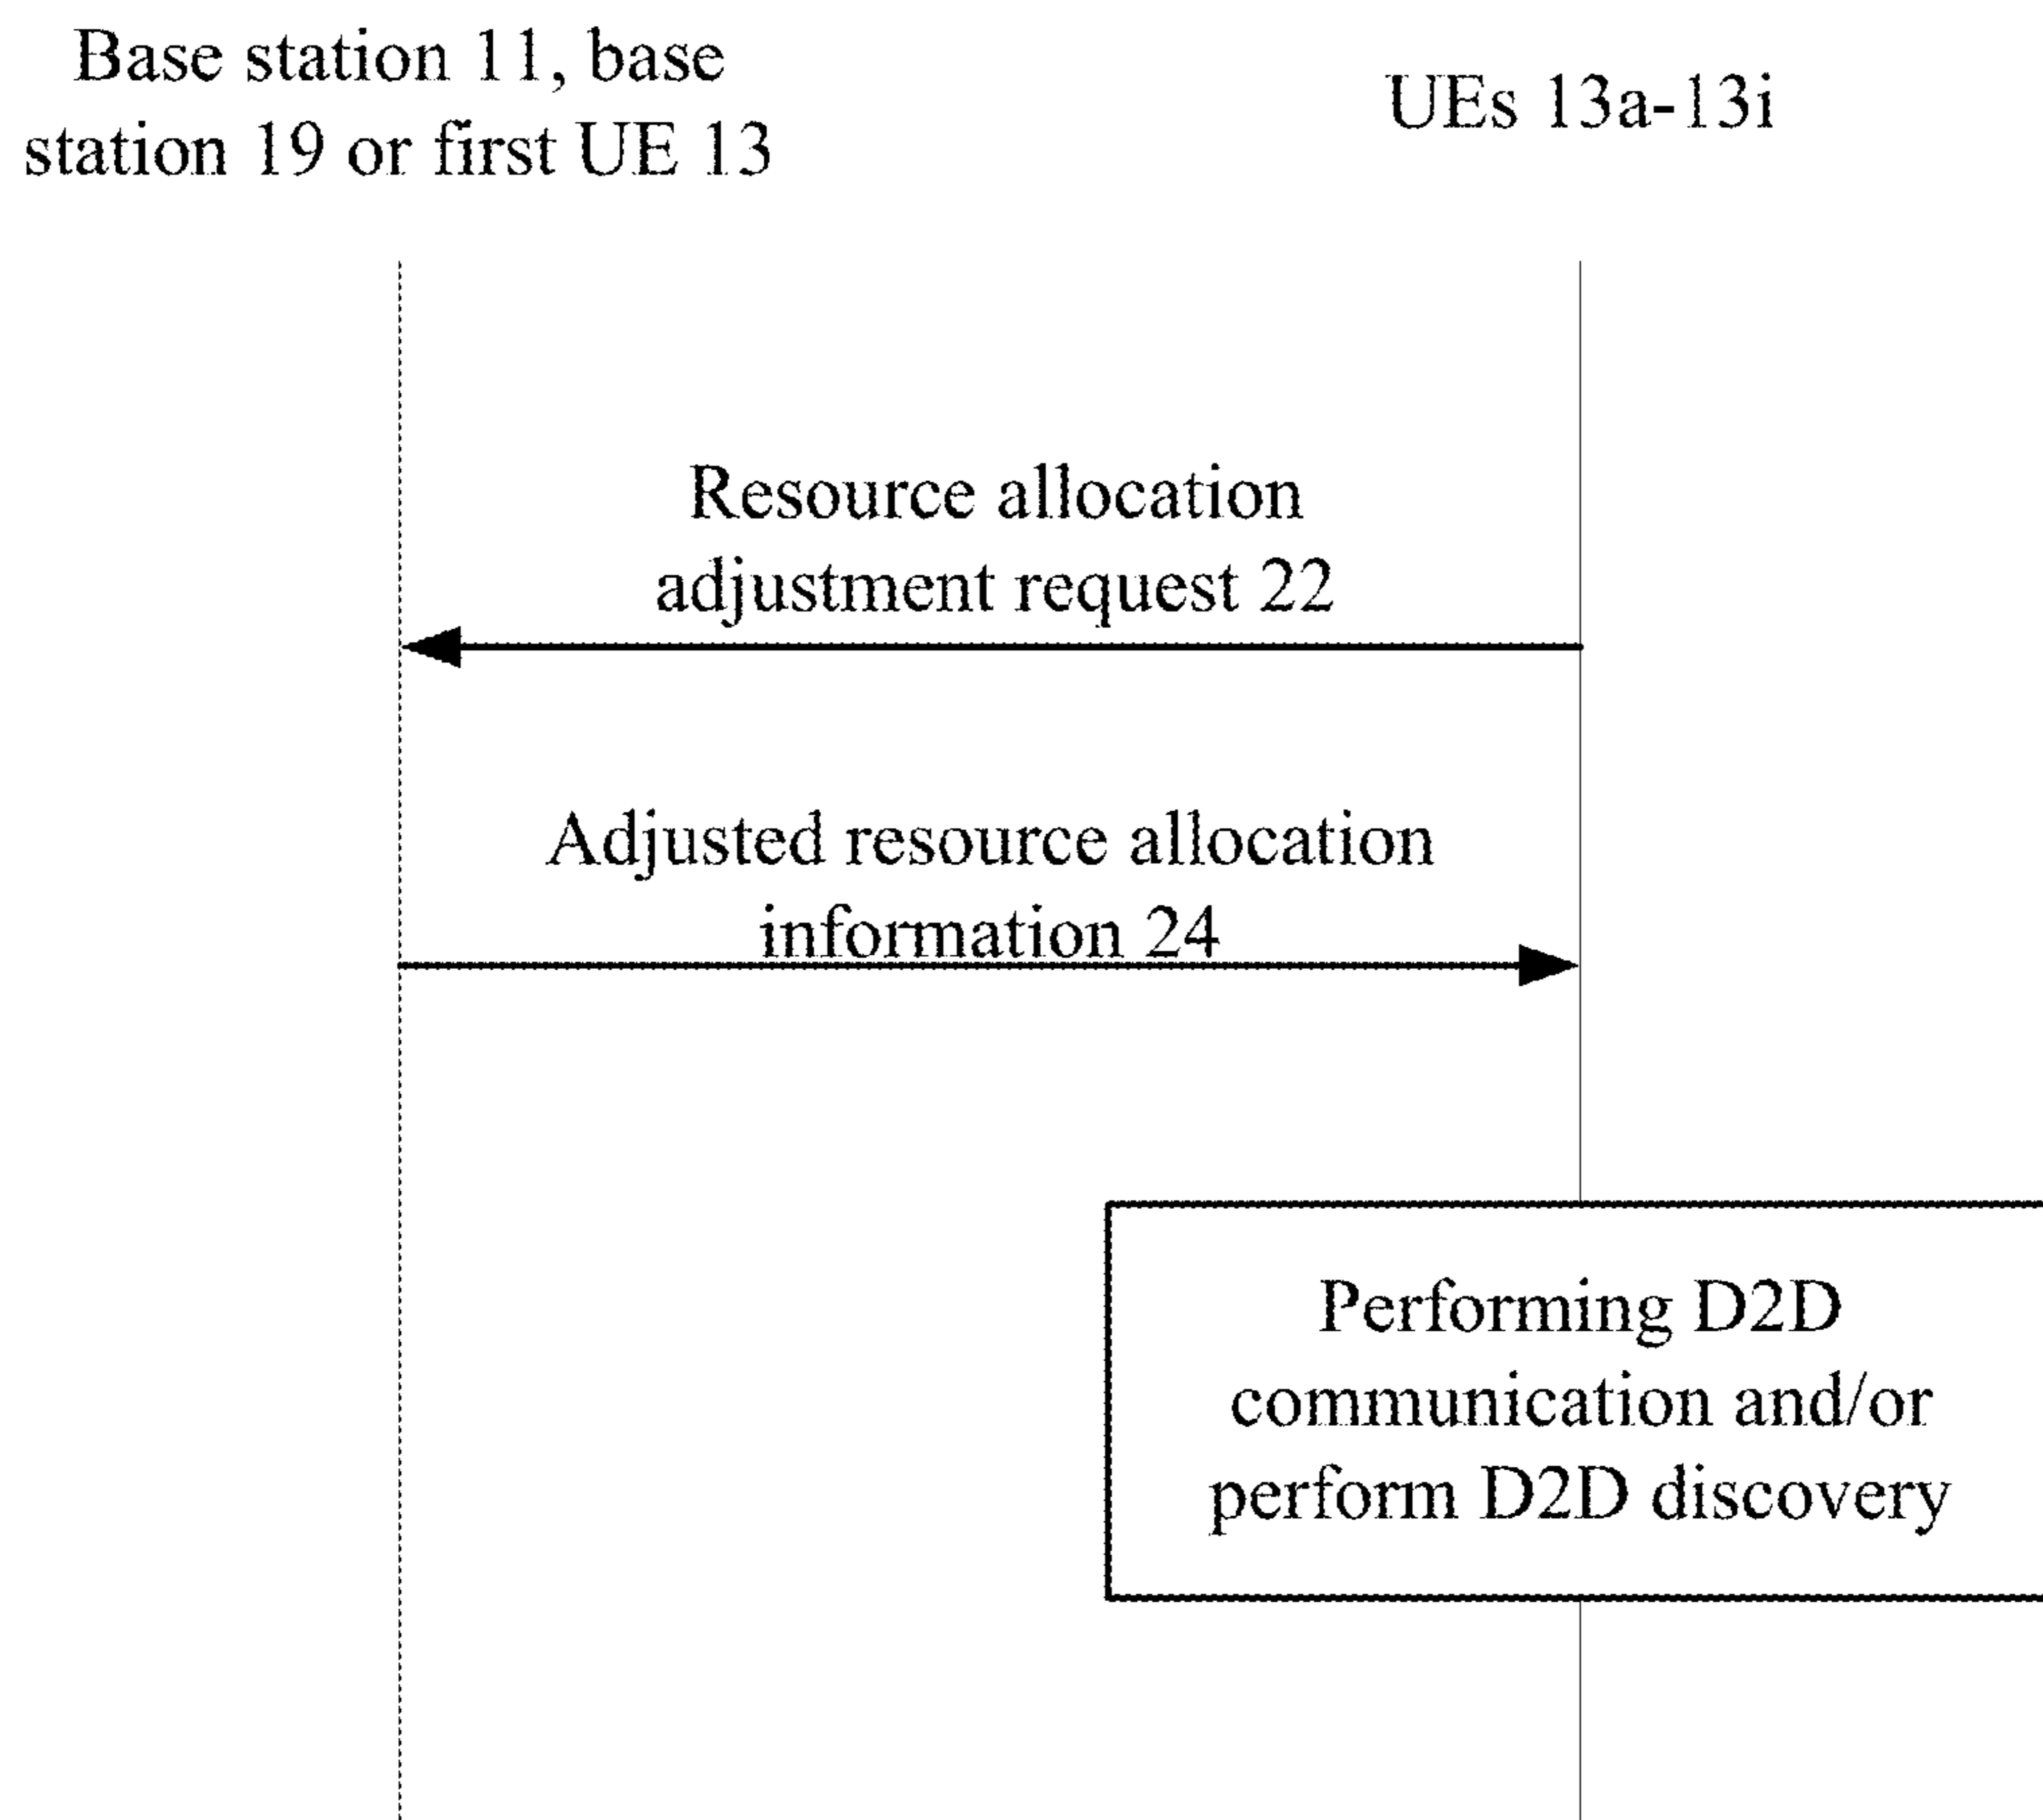 Base station 11, base
station 19 or first UE 13
UEs 13a-13i
Resource allocation
adjustment request 22
Adjusted resource allocation
information 24
Performing D2D
communication and/or
perform D2D discovery